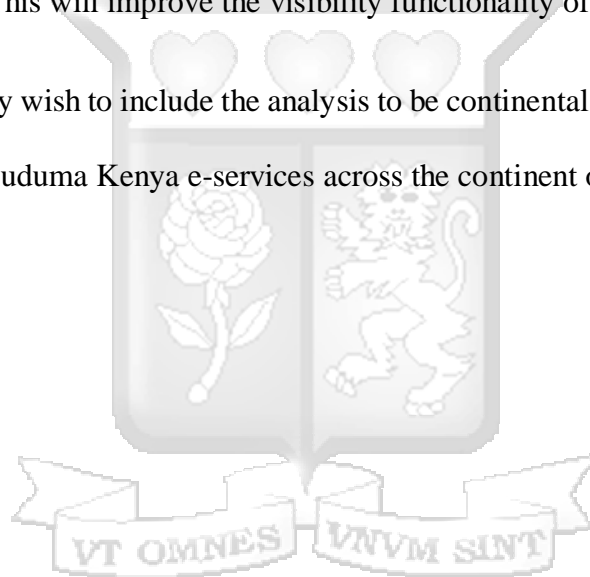 his will improve the visibility functionality of
y wish to include the analysis to be continental
uduma Kenya e-services across the continent o
VT OMNES VNVM SINT